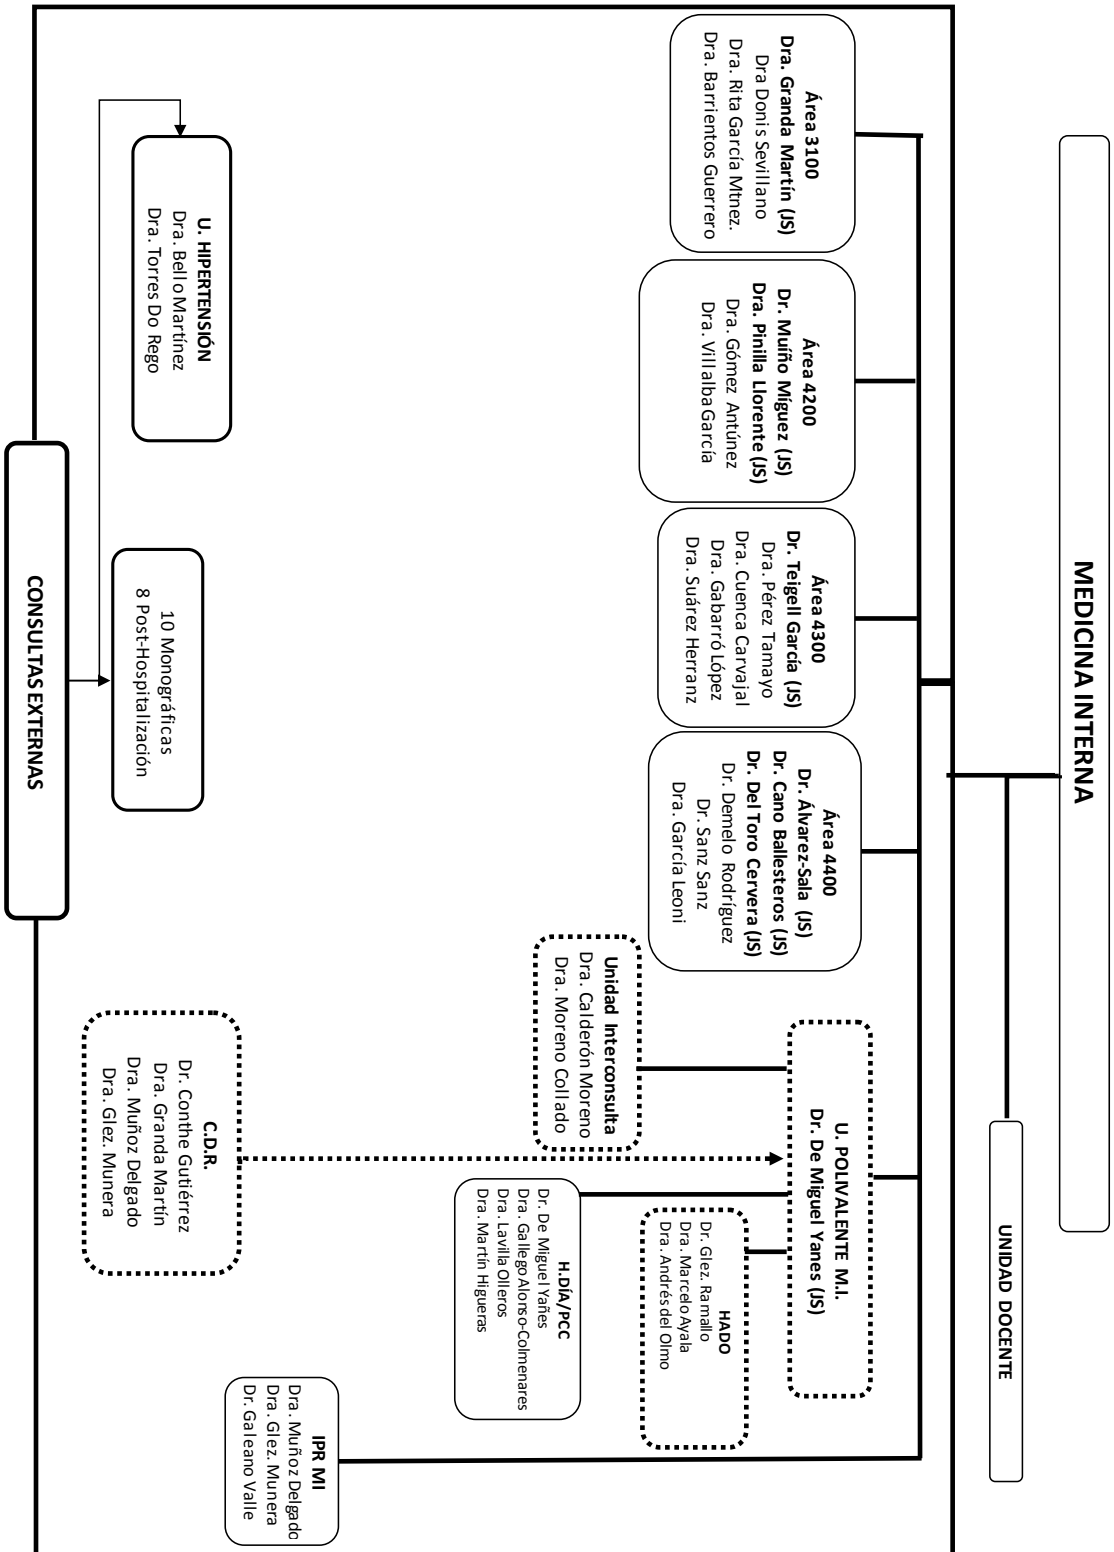 MEDICINA INTERNA
UNIDAD DOCENTE
Área 3100
Dra. Granda Martín (JS)
Dra Donis Sevillano
Dra. Rita García Mtnez.
Dra. Barrientos Guerrero
Área 4200
Dr. Muíño Míguez (JS)
Dra. Pinilla Llorente (JS)
Dra. Gómez Antúnez
Dra. Villalba García
Área 4300
Dr. Teigell García (JS)
Dra. Pérez Tamayo
Dra. Cuenca Carvajal
Dra. Gabarró López
Dra. Suárez Herranz
Área 4400
Dr. Álvarez-Sala (JS)
Dr. Cano Ballesteros (JS)
Dr. Del Toro Cervera (JS)
Dr. Demelo Rodríguez
Dr. Sanz Sanz
Dra. García Leoni
U. POLIVALENTE M.I.
Dr. De Miguel Yanes (JS)
Unidad Interconsulta
Dra. Calderón Moreno
Dra. Moreno Collado
HADO
Dr. Glez. Ramallo
Dra. Marcelo Ayala
Dra. Andrés del Olmo
H.DÍA/PCC
Dr. De Miguel Yañes
Dra. Gallego Alonso-Colmenares
Dra. Lavilla Olleros
Dra. Martín Higueras
IPR MI
Dra. Muñoz Delgado
Dra. Glez. Munera
Dr. Galeano Valle
C.D.R.
Dr. Conthe Gutiérrez
Dra. Granda Martín
Dra. Muñoz Delgado
Dra. Glez. Munera
U. HIPERTENSIÓN
Dra. Bello Martínez
Dra. Torres Do Rego
10 Monográficas
8 Post-Hospitalización
CONSULTAS EXTERNAS